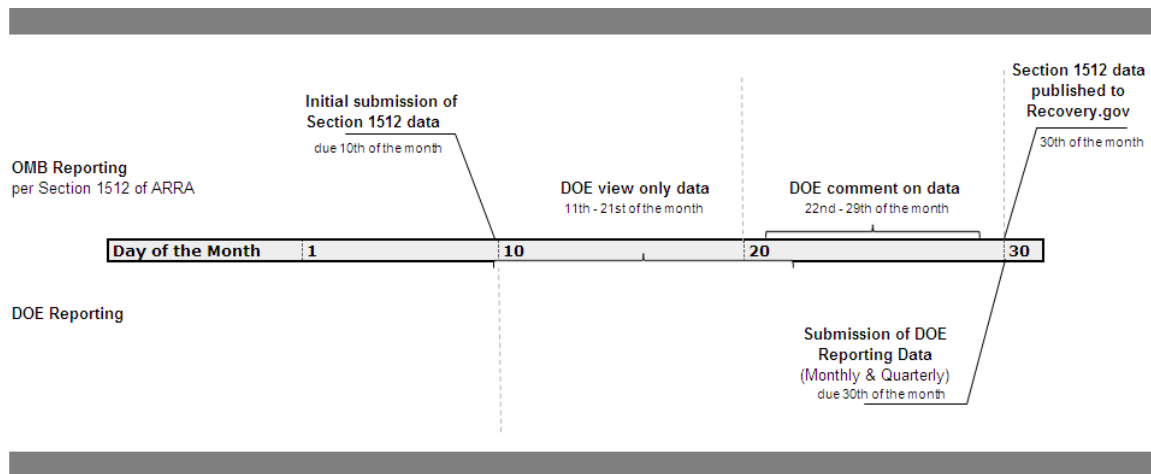 Section 1512 data
published to
Recovery.gov
30th of the month
Initial submission of
Section 1512 data
due 10th of the month
OMB Reporting
per Section 1512 of ARRA
DOE view only data
11th - 21st of the month
DOE comment on data
22nd - 29th of the month
Day of the Month 1 10 20 30
DOE Reporting
Submission of DOE
Reporting Data
(Monthly & Quarterly)
due 30th of the month